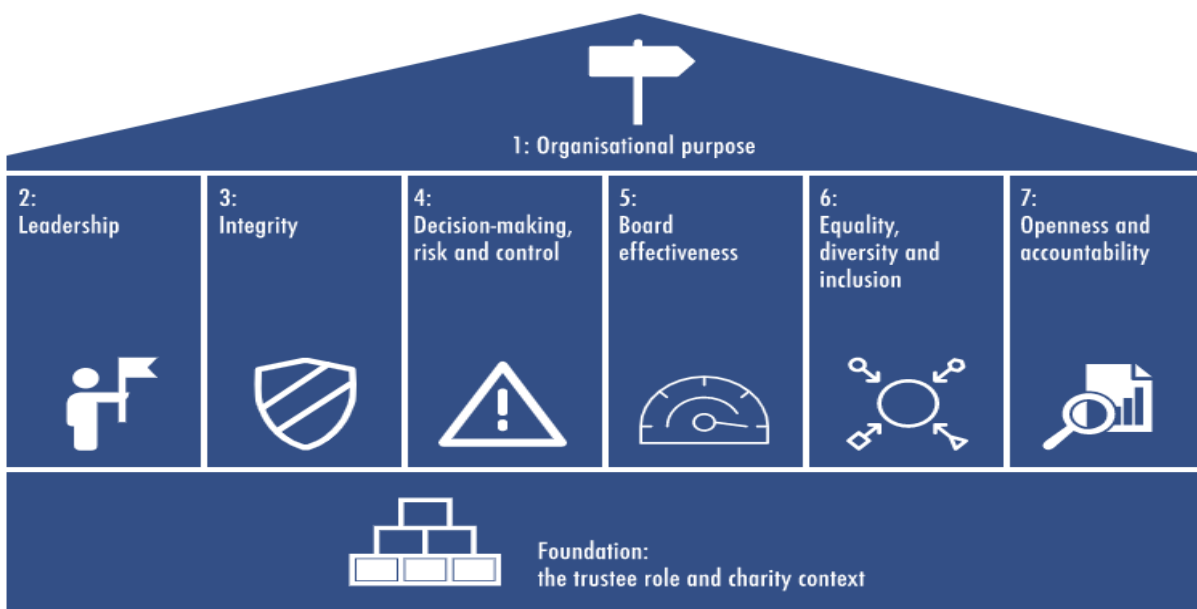 1: Organisational purpose
2:
Leadership
3:
Integrity
4:
Decision-making,
risk and control
5:
Board
effectiveness
6:
Equality,
diversity and
inclusion
7:
Openness and
accountability
Foundation:
the trustee role and charity context